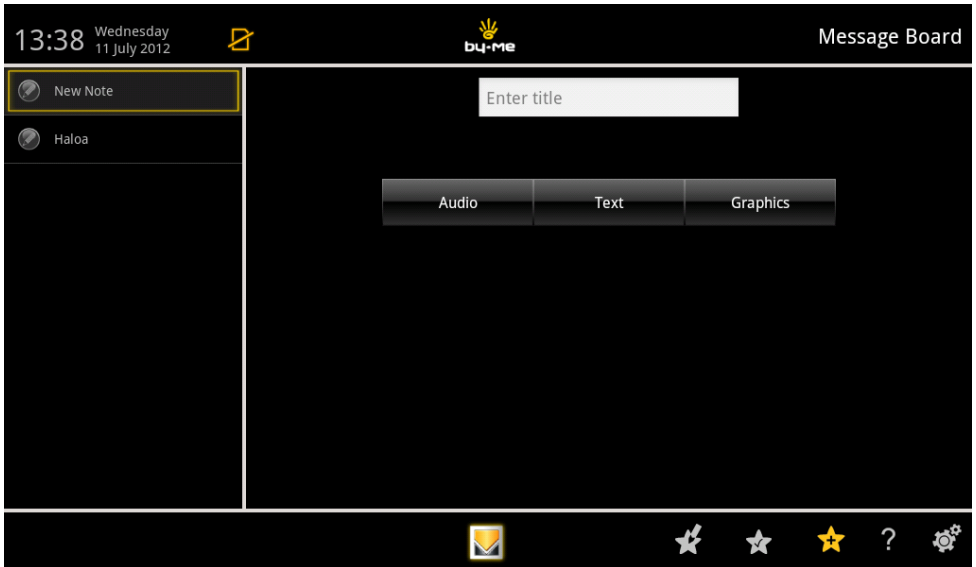 13:38
Wednesday
11 July 2012
by·me
Message Board
New Note
Haloa
Enter title
Audio
Text
Graphics
?